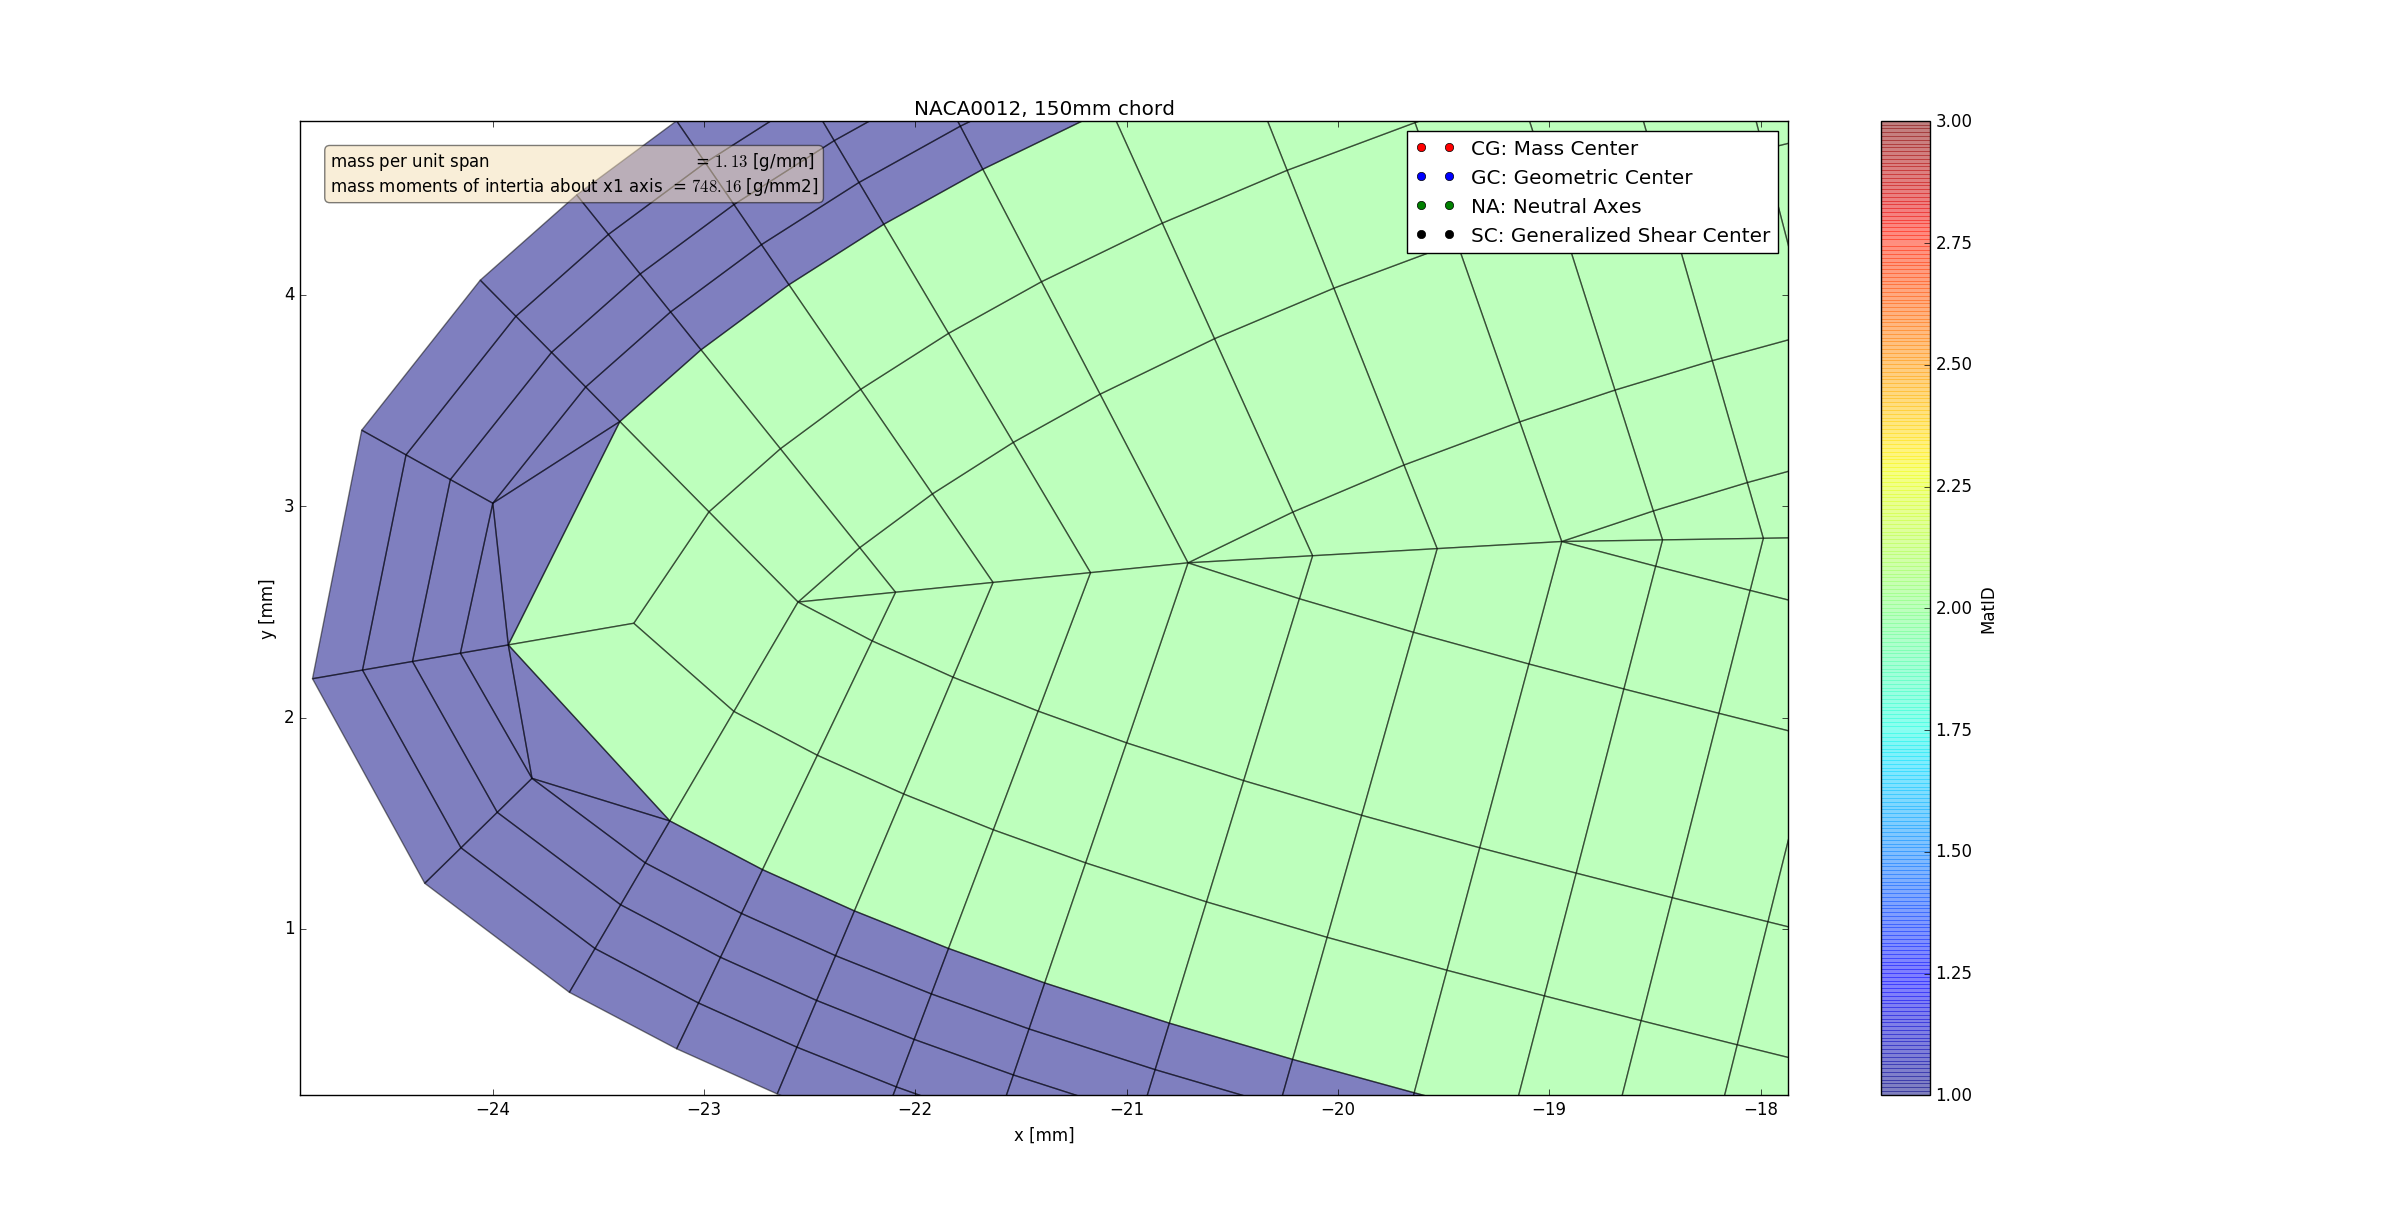 NACA0012, 150mm chord
mass per unit span = 1.13 [g/mm]
mass moments of intertia about x1 axis = 748.16 [g/mm2]
CG: Mass Center
GC: Geometric Center
NA: Neutral Axes
SC: Generalized Shear Center
4
3
2
1
y [mm]
−24 −23 −22 −21 −20 −19 −18
x [mm]
3.00
2.75
2.50
2.25
2.00
1.75
1.50
1.25
1.00
MatID